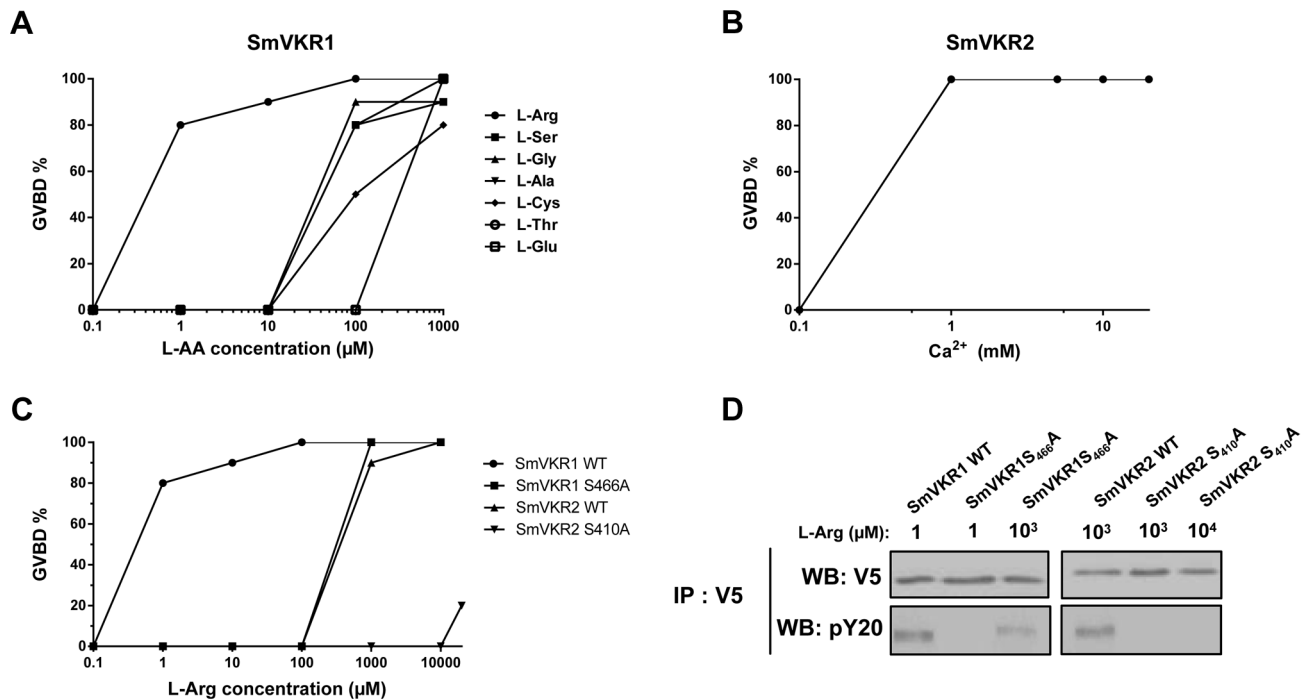 A
SmVKR1
GVBD %
100
80
60
40
20
0
0.1 1 10 100 1000
L-AA concentration (µM)
L-Arg
L-Ser
L-Gly
L-Ala
L-Cys
L-Thr
L-Glu
B
SmVKR2
GVBD %
100
80
60
40
20
0
0.1 1 10
Ca²⁺ (mM)
C
GVBD %
100
80
60
40
20
0
0.1 1 10 100 1000 10000
L-Arg concentration (µM)
SmVKR1 WT
SmVKR1 S466A
SmVKR2 WT
SmVKR2 S410A
D
SmVKR1 WT
SmVKR1S₄₆₆A
SmVKR1S₄₆₆A
SmVKR2 WT
SmVKR2 S₄₁₀A
SmVKR2 S₄₁₀A
L-Arg (µM): 1 1 10³ 10³ 10³ 10⁴
IP : V5
WB: V5
WB: pY20